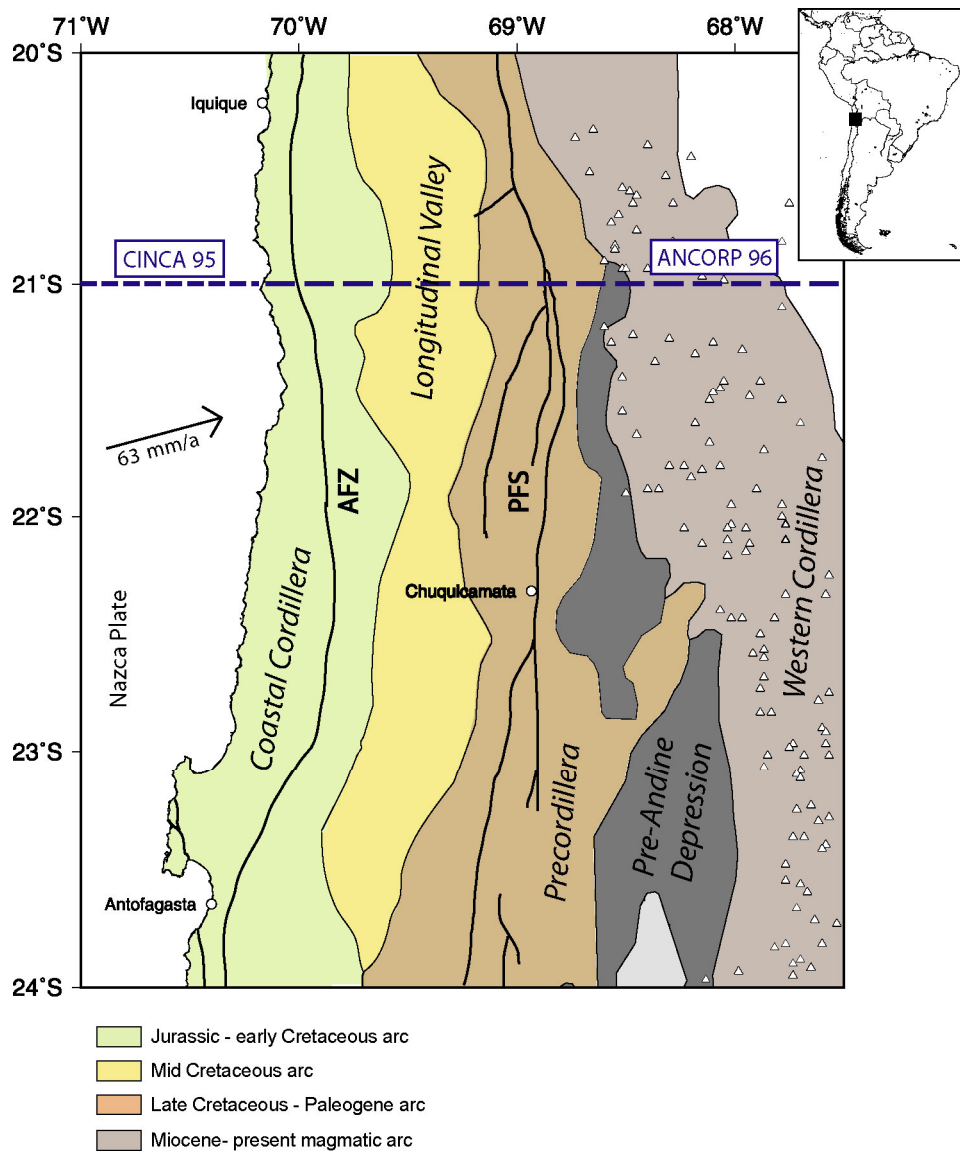 71°W 70°W 69°W 68°W
20°S
Iquique
Longitudinal Valley
CINCA 95
ANCORP 96
21°S
63 mm/a
AFZ
PFS
22°S
Chuquicamata
Western Cordillera
Coastal Cordillera
Nazca Plate
23°S
Precordillera
Pre-Andine
Depression
Antofagasta
24°S
Jurassic - early Cretaceous arc
Mid Cretaceous arc
Late Cretaceous - Paleogene arc
Miocene- present magmatic arc